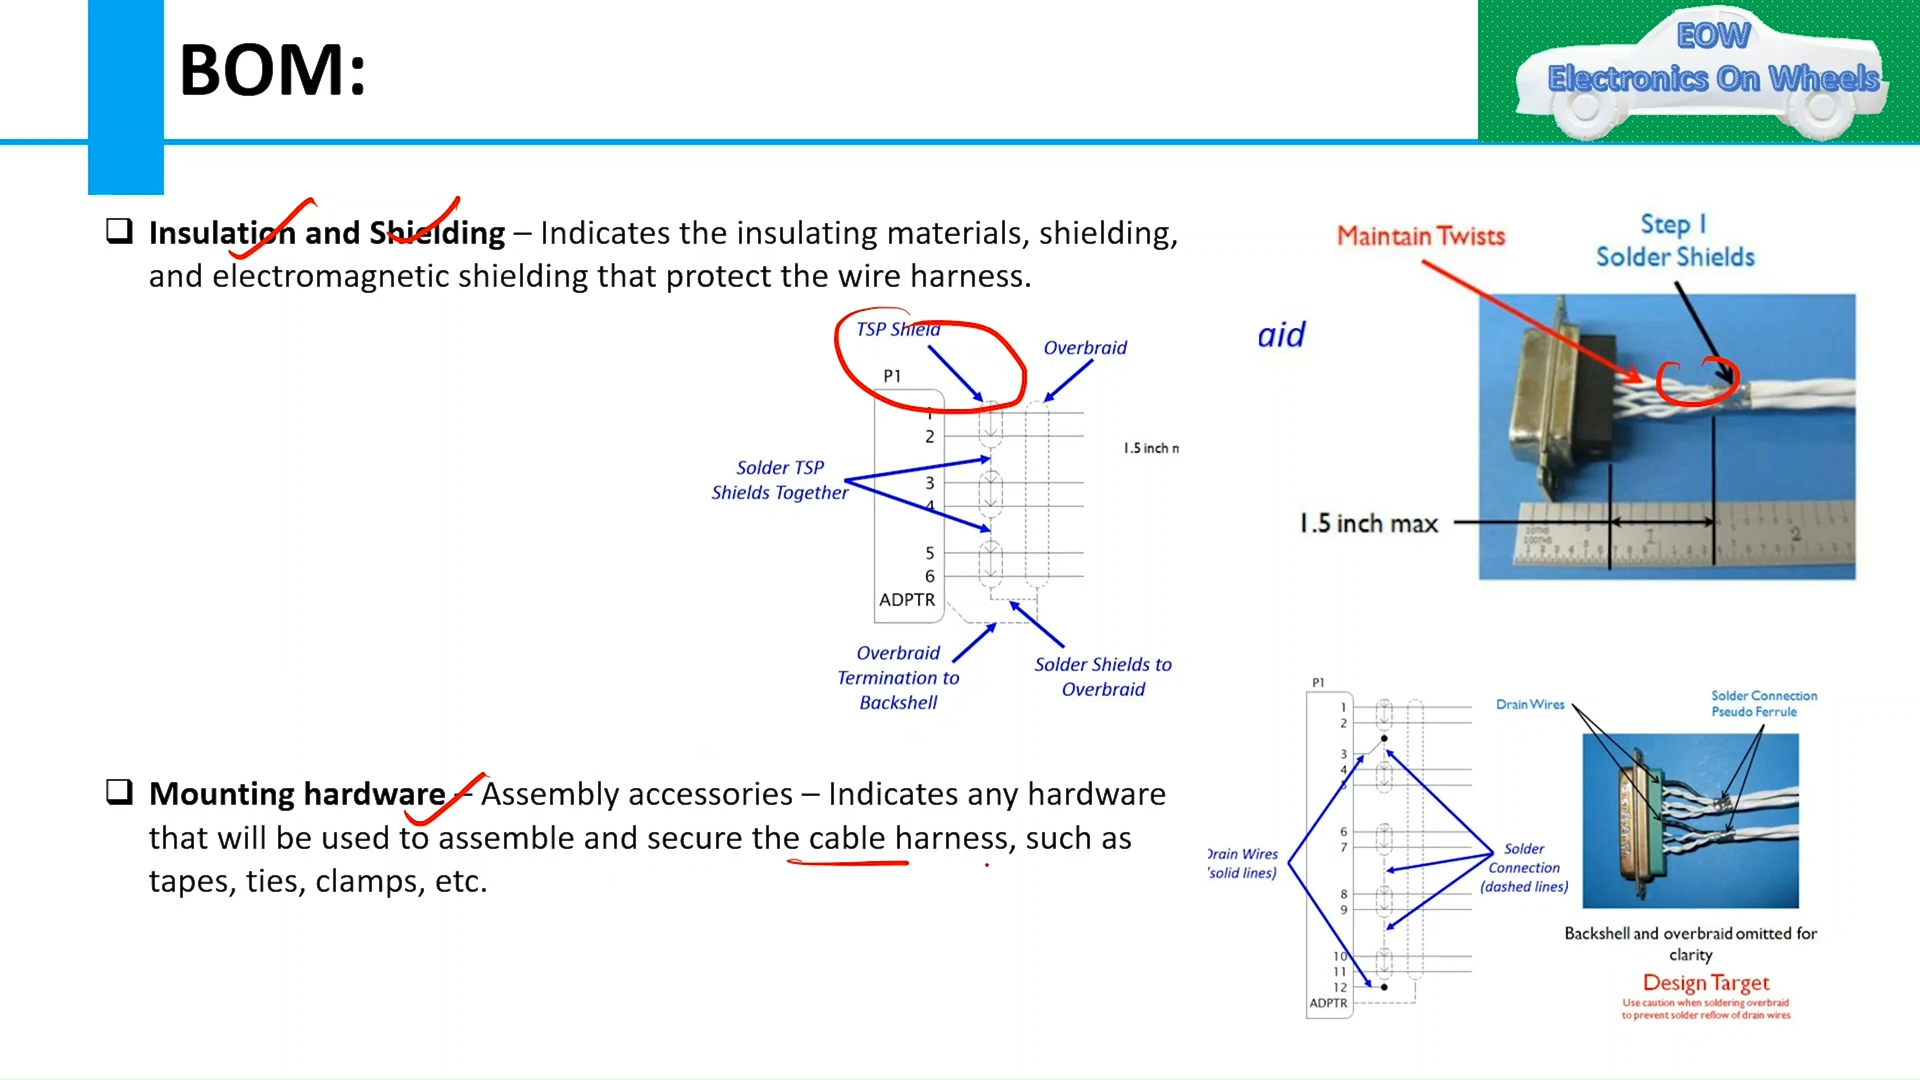 BOM:
EOW
Electronics On Wheels
Insulation and Shielding – Indicates the insulating materials, shielding,
and electromagnetic shielding that protect the wire harness.
TSP Shield
Overbraid
P1
1
2
Solder TSP
Shields Together
3
4
5
6
ADPTR
1.5 inch n
Overbraid
Termination to
Backshell
Solder Shields to
Overbraid
aid
Maintain Twists
Step 1
Solder Shields
1.5 inch max
1
2
Mounting hardware – Assembly accessories – Indicates any hardware
that will be used to assemble and secure the cable harness, such as
tapes, ties, clamps, etc.
P1
1
2
3
4
5
6
7
8
9
10
11
12
ADPTR
Drain Wires
(solid lines)
Solder
Connection
(dashed lines)
Drain Wires
Solder Connection
Pseudo Ferrule
Backshell and overbraid omitted for
clarity
Design Target
Use caution when soldering overbraid
to prevent solder reflow of drain wires